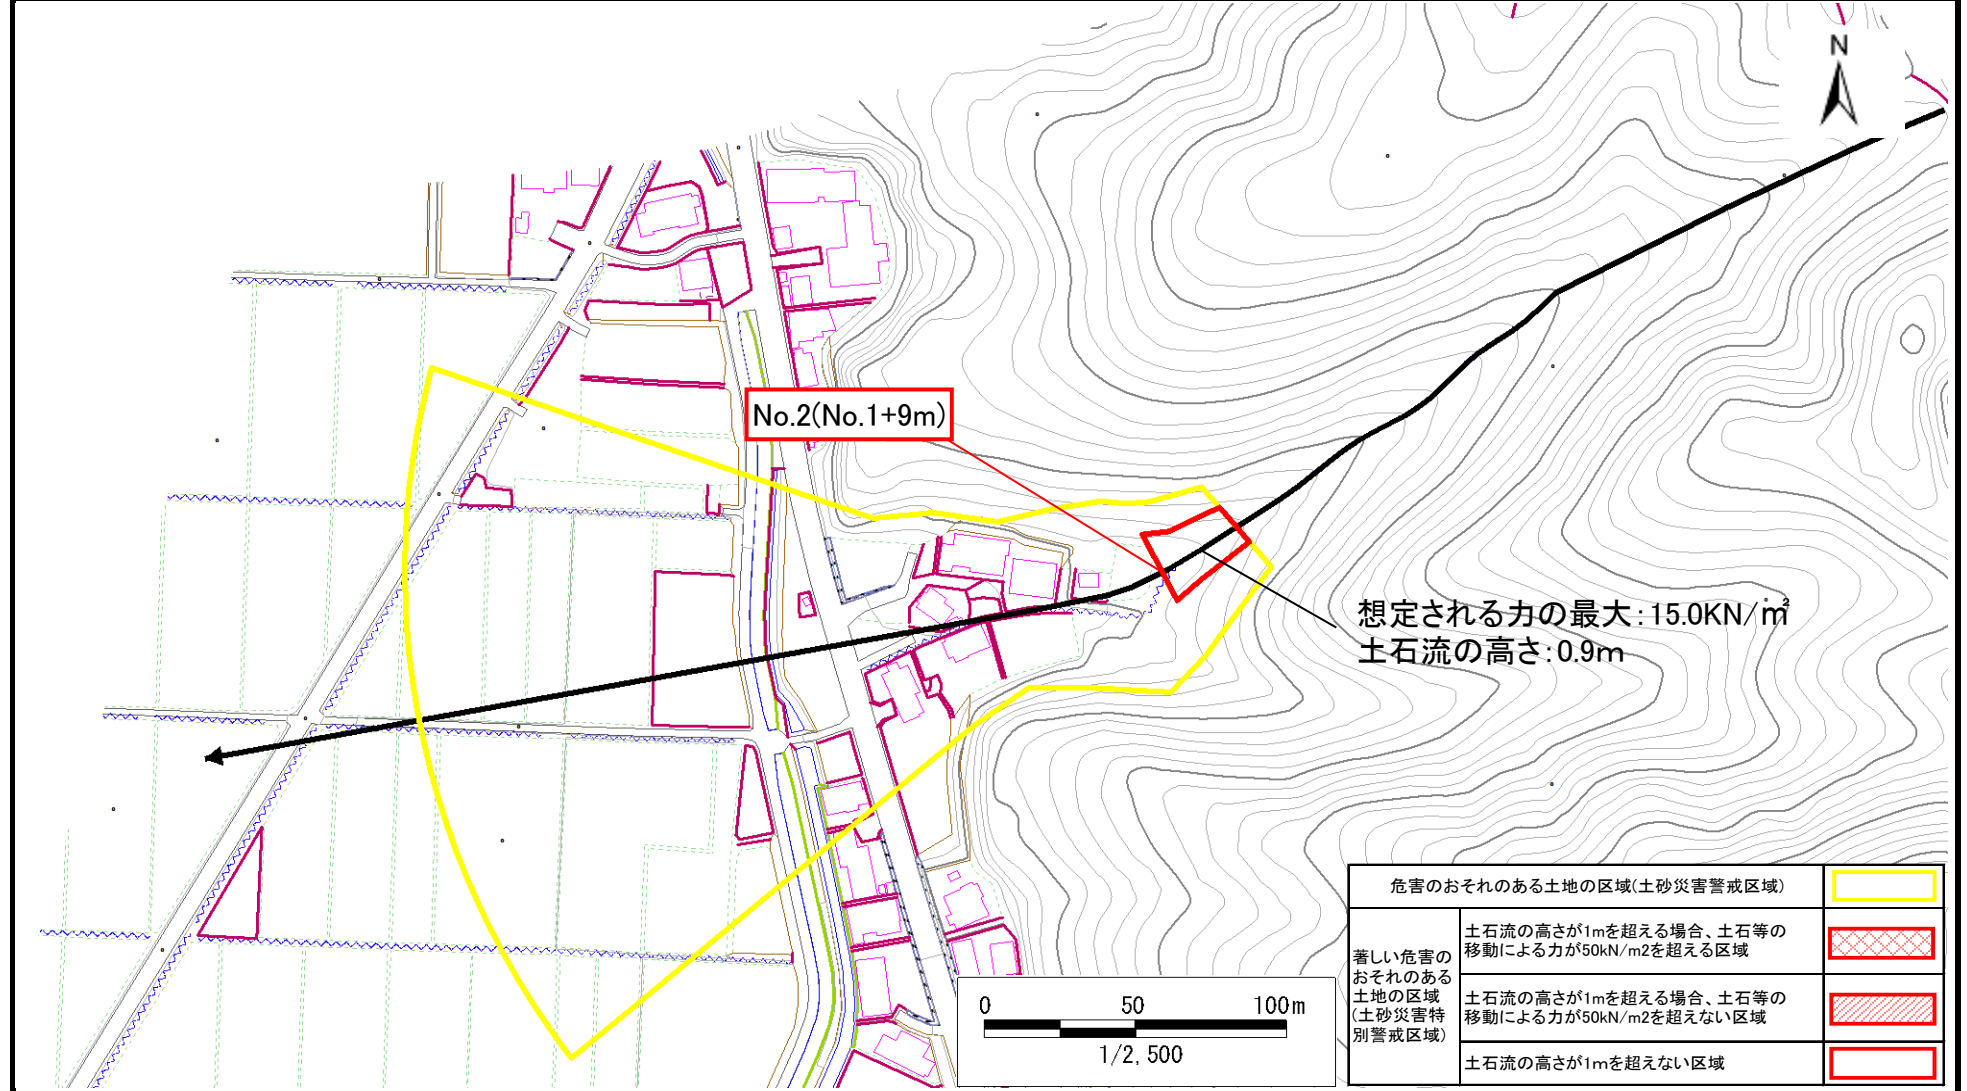 N
No.2(No.1+9m)
想定される力の最大:15.0KN/㎡
土石流の高さ:0.9m
危害のおそれのある土地の区域(土砂災害警戒区域)
著しい危害の
おそれのある
土地の区域
(土砂災害特
別警戒区域)
土石流の高さが1mを超える場合、土石等の
移動による力が50kN/m2を超える区域
土石流の高さが1mを超える場合、土石等の
移動による力が50kN/m2を超えない区域
土石流の高さが1mを超えない区域
0 50 100m
1/2,500